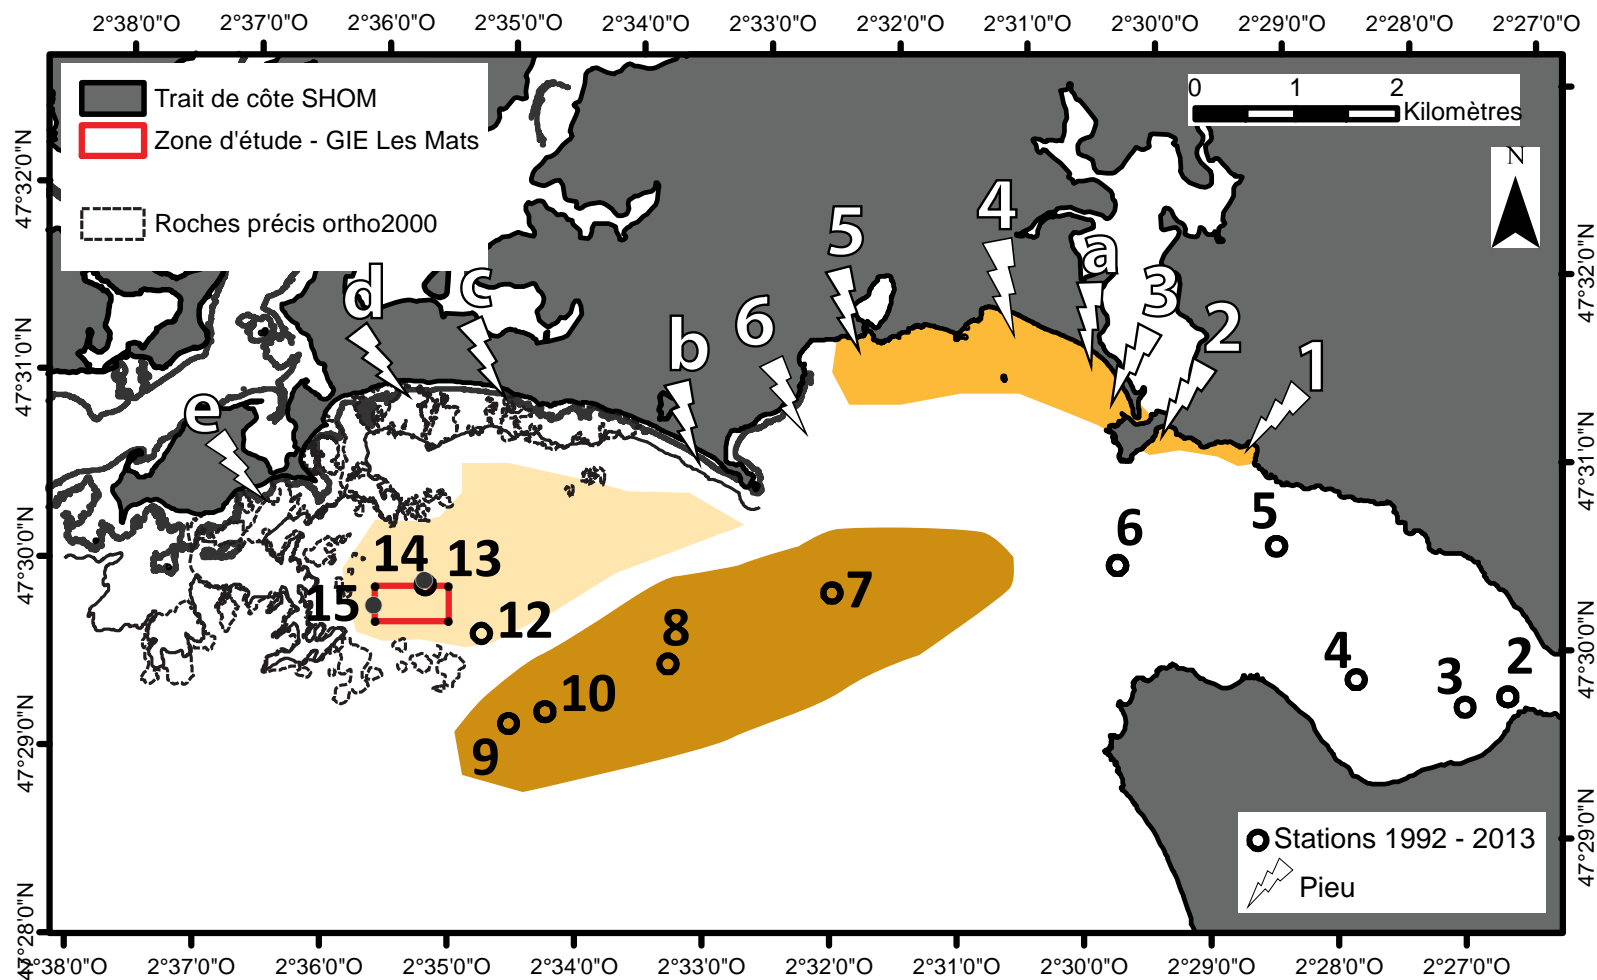 2°38'0"O 2°37'0"O 2°36'0"O 2°35'0"O 2°34'0"O 2°33'0"O 2°32'0"O 2°31'0"O 2°30'0"O 2°29'0"O 2°28'0"O 2°27'0"O
Trait de côte SHOM
Zone d'étude - GIE Les Mats
Roches précis ortho2000
0 1 2
Kilomètres
N
47°32'0"N
47°31'0"N
47°30'0"N
47°29'0"N
47°28'0"N
47°32'0"N
47°31'0"N
47°30'0"N
47°29'0"N
5
4
a
3
2
1
d
c
6
b
e
5
6
14
13
7
15
12
8
4
3
2
10
9
Stations 1992 - 2013
Pieu
2°38'0"O 2°37'0"O 2°36'0"O 2°35'0"O 2°34'0"O 2°33'0"O 2°32'0"O 2°31'0"O 2°30'0"O 2°29'0"O 2°28'0"O 2°27'0"O